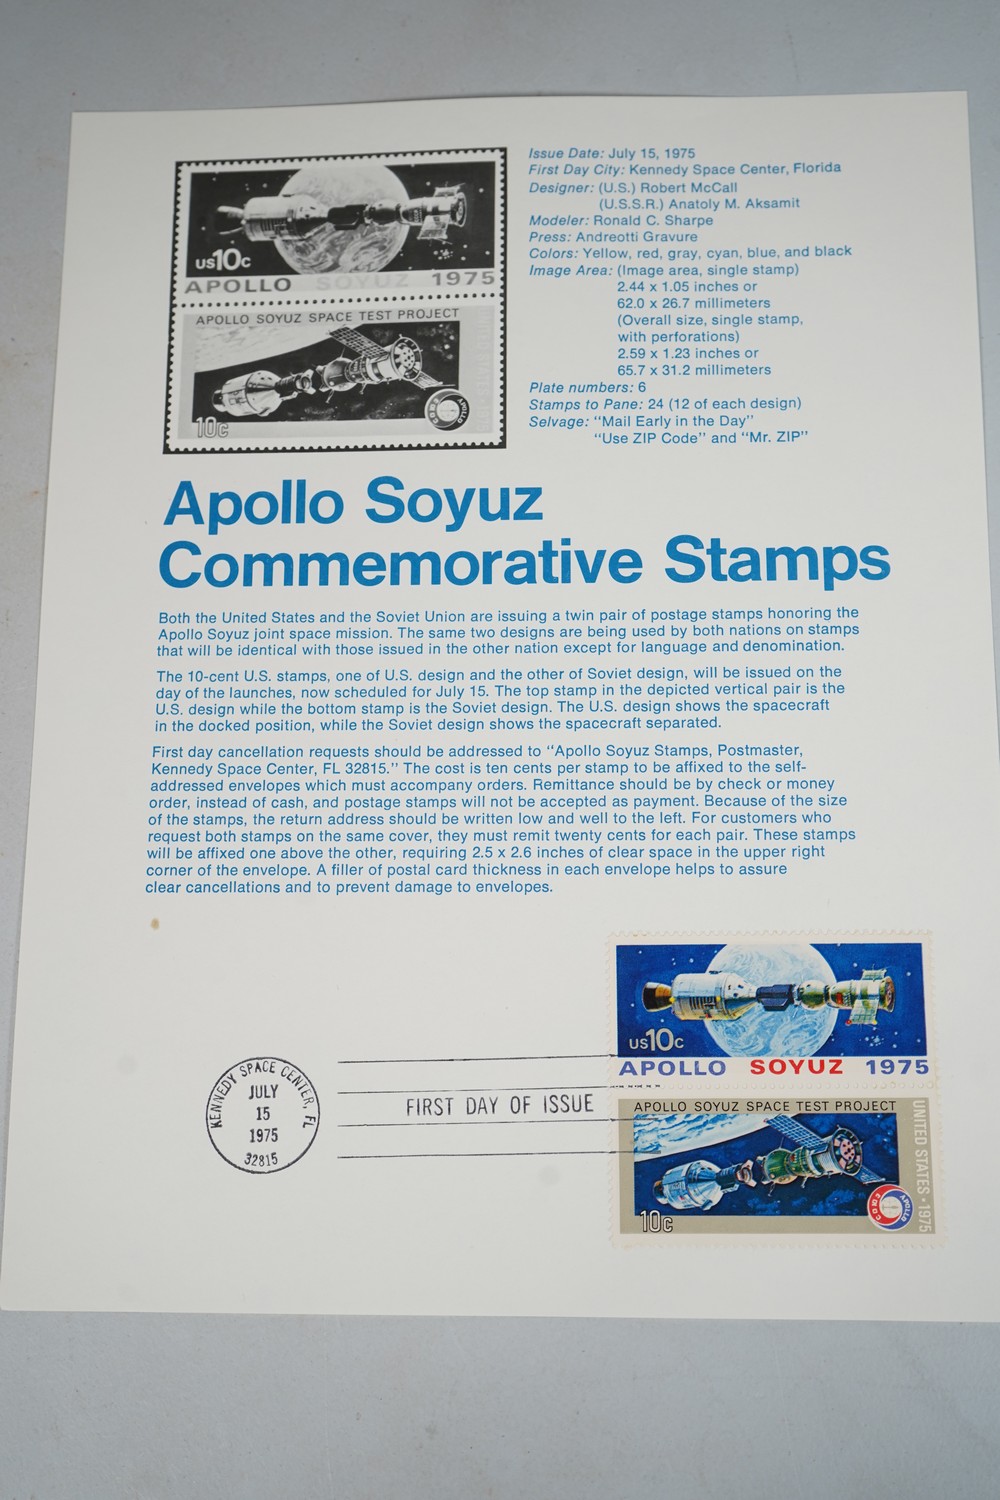 US10c
APOLLO SOYUZ 1975
APOLLO SOYUZ SPACE TEST PROJECT
10c
Issue Date: July 15, 1975
First Day City: Kennedy Space Center, Florida
Designer: (U.S.) Robert McCall
(U.S.S.R.) Anatoly M. Aksamit
Modeler: Ronald C. Sharpe
Press: Andreotti Gravure
Colors: Yellow, red, gray, cyan, blue, and black
Image Area: (Image area, single stamp)
2.44 x 1.05 inches or
62.0 x 26.7 millimeters
(Overall size, single stamp,
with perforations)
2.59 x 1.23 inches or
65.7 x 31.2 millimeters
Plate numbers: 6
Stamps to Pane: 24 (12 of each design)
Selvage: “Mail Early in the Day”
“Use ZIP Code” and “Mr. ZIP”
Apollo Soyuz
Commemorative Stamps
Both the United States and the Soviet Union are issuing a twin pair of postage stamps honoring the
Apollo Soyuz joint space mission. The same two designs are being used by both nations on stamps
that will be identical with those issued in the other nation except for language and denomination.
The 10-cent U.S. stamps, one of U.S. design and the other of Soviet design, will be issued on the
day of the launches, now scheduled for July 15. The top stamp in the depicted vertical pair is the
U.S. design while the bottom stamp is the Soviet design. The U.S. design shows the spacecraft
in the docked position, while the Soviet design shows the spacecraft separated.
First day cancellation requests should be addressed to “Apollo Soyuz Stamps, Postmaster,
Kennedy Space Center, FL 32815.” The cost is ten cents per stamp to be affixed to the self-
addressed envelopes which must accompany orders. Remittance should be by check or money
order, instead of cash, and postage stamps will not be accepted as payment. Because of the size
of the stamps, the return address should be written low and well to the left. For customers who
request both stamps on the same cover, they must remit twenty cents for each pair. These stamps
will be affixed one above the other, requiring 2.5 x 2.6 inches of clear space in the upper right
corner of the envelope. A filler of postal card thickness in each envelope helps to assure
clear cancellations and to prevent damage to envelopes.
KENNEDY SPACE CENTER, FL
JULY
15
1975
32815
FIRST DAY OF ISSUE
US10c
APOLLO SOYUZ 1975
APOLLO SOYUZ SPACE TEST PROJECT
UNITED STATES • 1975
APOLLO
СОЮЗ
10c